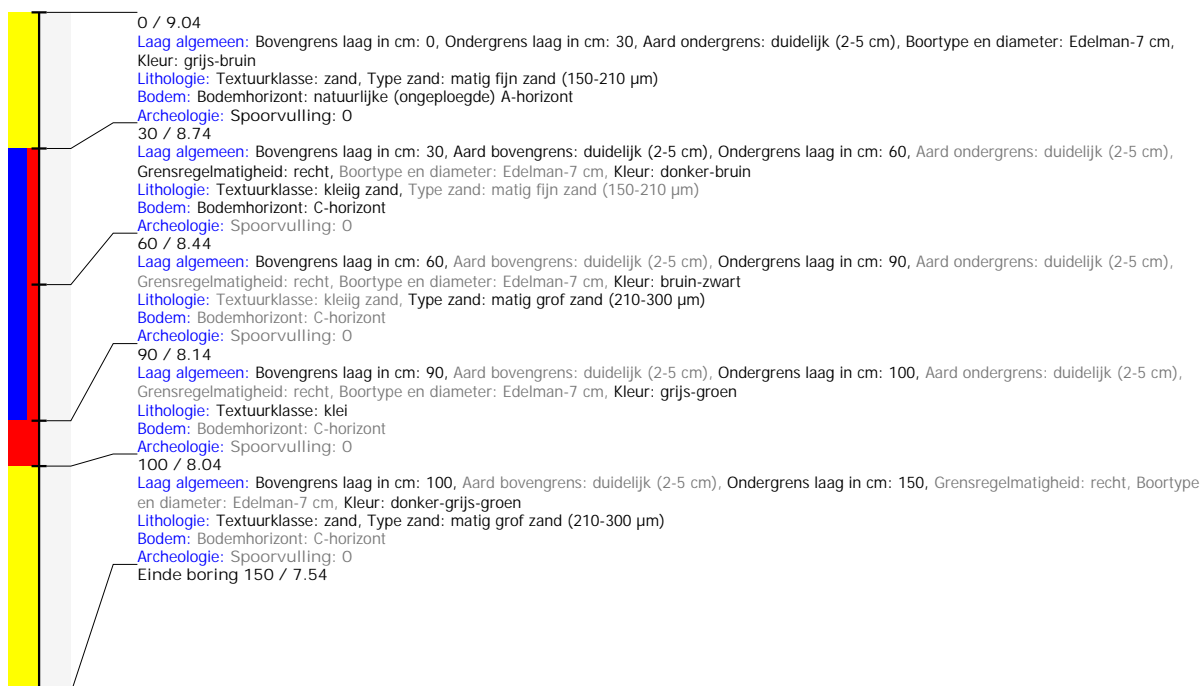 0 / 9.04
Laag algemeen: Bovengrens laag in cm: 0, Ondergrens laag in cm: 30, Aard ondergrens: duidelijk (2-5 cm), Boortype en diameter: Edelman-7 cm,
Kleur: grijs-bruin
Lithologie: Textuurklasse: zand, Type zand: matig fijn zand (150-210 µm)
Bodem: Bodemhorizont: natuurlijke (ongeploegde) A-horizont
Archeologie: Spoorvulling: 0
30 / 8.74
Laag algemeen: Bovengrens laag in cm: 30, Aard bovengrens: duidelijk (2-5 cm), Ondergrens laag in cm: 60, Aard ondergrens: duidelijk (2-5 cm),
Grensregelmatigheid: recht, Boortype en diameter: Edelman-7 cm, Kleur: donker-bruin
Lithologie: Textuurklasse: kleiig zand, Type zand: matig fijn zand (150-210 µm)
Bodem: Bodemhorizont: C-horizont
Archeologie: Spoorvulling: 0
60 / 8.44
Laag algemeen: Bovengrens laag in cm: 60, Aard bovengrens: duidelijk (2-5 cm), Ondergrens laag in cm: 90, Aard ondergrens: duidelijk (2-5 cm),
Grensregelmatigheid: recht, Boortype en diameter: Edelman-7 cm, Kleur: bruin-zwart
Lithologie: Textuurklasse: kleiig zand, Type zand: matig grof zand (210-300 µm)
Bodem: Bodemhorizont: C-horizont
Archeologie: Spoorvulling: 0
90 / 8.14
Laag algemeen: Bovengrens laag in cm: 90, Aard bovengrens: duidelijk (2-5 cm), Ondergrens laag in cm: 100, Aard ondergrens: duidelijk (2-5 cm),
Grensregelmatigheid: recht, Boortype en diameter: Edelman-7 cm, Kleur: grijs-groen
Lithologie: Textuurklasse: klei
Bodem: Bodemhorizont: C-horizont
Archeologie: Spoorvulling: 0
100 / 8.04
Laag algemeen: Bovengrens laag in cm: 100, Aard bovengrens: duidelijk (2-5 cm), Ondergrens laag in cm: 150, Grensregelmatigheid: recht, Boortype
en diameter: Edelman-7 cm, Kleur: donker-grijs-groen
Lithologie: Textuurklasse: zand, Type zand: matig grof zand (210-300 µm)
Bodem: Bodemhorizont: C-horizont
Archeologie: Spoorvulling: 0
Einde boring 150 / 7.54